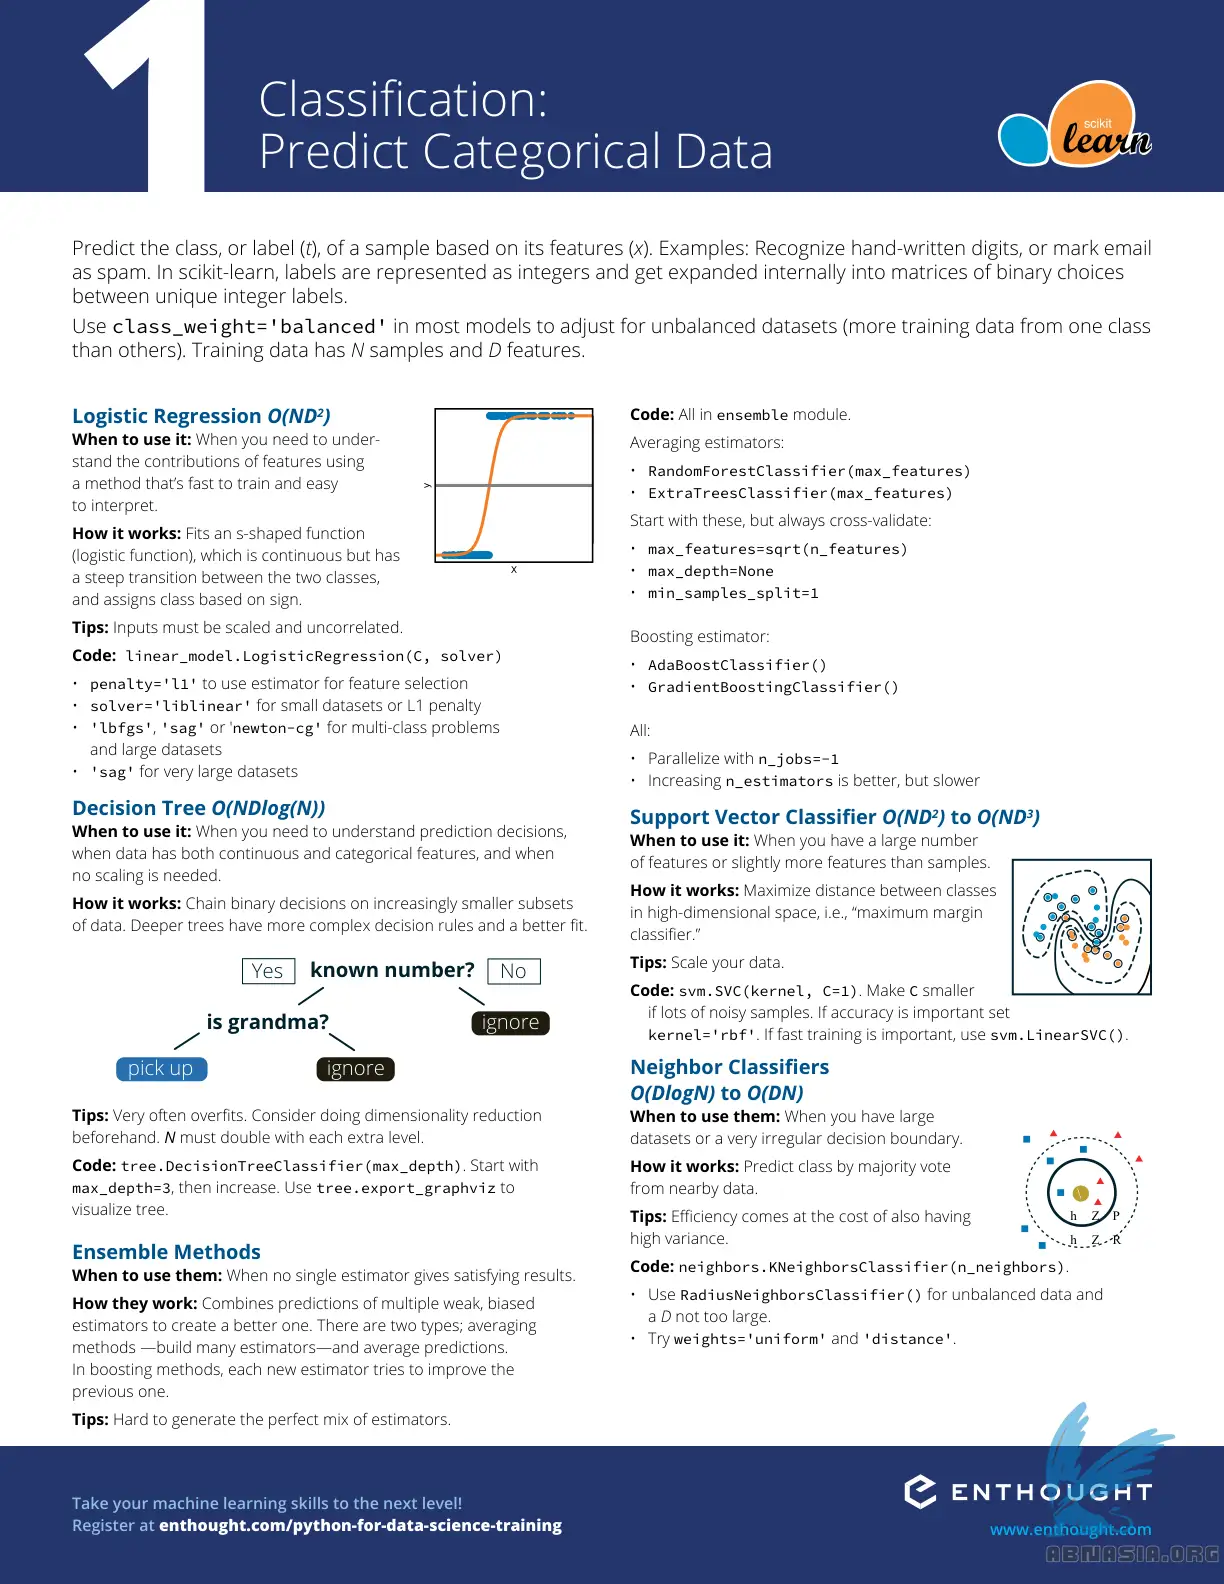 1
Classification:
Predict Categorical Data
scikit
learn
Predict the class, or label (t), of a sample based on its features (x). Examples: Recognize hand-written digits, or mark email
as spam. In scikit-learn, labels are represented as integers and get expanded internally into matrices of binary choices
between unique integer labels.
Use class_weight='balanced' in most models to adjust for unbalanced datasets (more training data from one class
than others). Training data has N samples and D features.
Logistic Regression O(ND²)
When to use it: When you need to under-
stand the contributions of features using
a method that's fast to train and easy
to interpret.
How it works: Fits an s-shaped function
(logistic function), which is continuous but has
a steep transition between the two classes,
and assigns class based on sign.
y
x
Tips: Inputs must be scaled and uncorrelated.
Code: linear_model.LogisticRegression(C, solver)
• penalty='l1' to use estimator for feature selection
• solver='liblinear' for small datasets or L1 penalty
• 'lbfgs', 'sag' or 'newton-cg' for multi-class problems
and large datasets
• 'sag' for very large datasets
Decision Tree O(NDlog(N))
When to use it: When you need to understand prediction decisions,
when data has both continuous and categorical features, and when
no scaling is needed.
How it works: Chain binary decisions on increasingly smaller subsets
of data. Deeper trees have more complex decision rules and a better fit.
Yes known number? No
is grandma? ignore
pick up ignore
Tips: Very often overfits. Consider doing dimensionality reduction
beforehand. N must double with each extra level.
Code: tree.DecisionTreeClassifier(max_depth). Start with
max_depth=3, then increase. Use tree.export_graphviz to
visualize tree.
Ensemble Methods
When to use them: When no single estimator gives satisfying results.
How they work: Combines predictions of multiple weak, biased
estimators to create a better one. There are two types; averaging
methods —build many estimators—and average predictions.
In boosting methods, each new estimator tries to improve the
previous one.
Tips: Hard to generate the perfect mix of estimators.
Code: All in ensemble module.
Averaging estimators:
• RandomForestClassifier(max_features)
• ExtraTreesClassifier(max_features)
Start with these, but always cross-validate:
• max_features=sqrt(n_features)
• max_depth=None
• min_samples_split=1
Boosting estimator:
• AdaBoostClassifier()
• GradientBoostingClassifier()
All:
• Parallelize with n_jobs=-1
• Increasing n_estimators is better, but slower
Support Vector Classifier O(ND²) to O(ND³)
When to use it: When you have a large number
of features or slightly more features than samples.
How it works: Maximize distance between classes
in high-dimensional space, i.e., “maximum margin
classifier.”
Tips: Scale your data.
Code: svm.SVC(kernel, C=1). Make C smaller
if lots of noisy samples. If accuracy is important set
kernel='rbf'. If fast training is important, use svm.LinearSVC().
Neighbor Classifiers
O(DlogN) to O(DN)
When to use them: When you have large
datasets or a very irregular decision boundary.
How it works: Predict class by majority vote
from nearby data.
Tips: Efficiency comes at the cost of also having
high variance.
h Z P
h Z R
Code: neighbors.KNeighborsClassifier(n_neighbors).
• Use RadiusNeighborsClassifier() for unbalanced data and
a D not too large.
• Try weights='uniform' and 'distance'.
Take your machine learning skills to the next level!
Register at enthought.com/python-for-data-science-training
ENTHOUGHT
www.enthought.com
ABNASIA.ORG